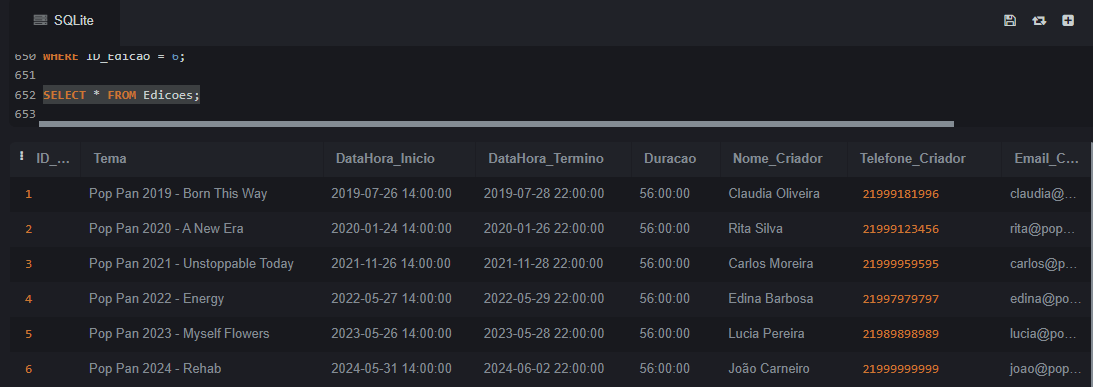 SQLite
650 WHERE ID_Edicao = 6;
651
652 SELECT * FROM Edicoes;
653
ID_... Tema DataHora_Inicio DataHora_Termino Duracao Nome_Criador Telefone_Criador Email_C...
1 Pop Pan 2019 - Born This Way 2019-07-26 14:00:00 2019-07-28 22:00:00 56:00:00 Claudia Oliveira 21999181996 claudia@...
2 Pop Pan 2020 - A New Era 2020-01-24 14:00:00 2020-01-26 22:00:00 56:00:00 Rita Silva 21999123456 rita@pop...
3 Pop Pan 2021 - Unstoppable Today 2021-11-26 14:00:00 2021-11-28 22:00:00 56:00:00 Carlos Moreira 21999959595 carlos@p...
4 Pop Pan 2022 - Energy 2022-05-27 14:00:00 2022-05-29 22:00:00 56:00:00 Edina Barbosa 21997979797 edina@po...
5 Pop Pan 2023 - Myself Flowers 2023-05-26 14:00:00 2023-05-28 22:00:00 56:00:00 Lucia Pereira 21989898989 lucia@po...
6 Pop Pan 2024 - Rehab 2024-05-31 14:00:00 2024-06-02 22:00:00 56:00:00 João Carneiro 21999999999 joao@pop...